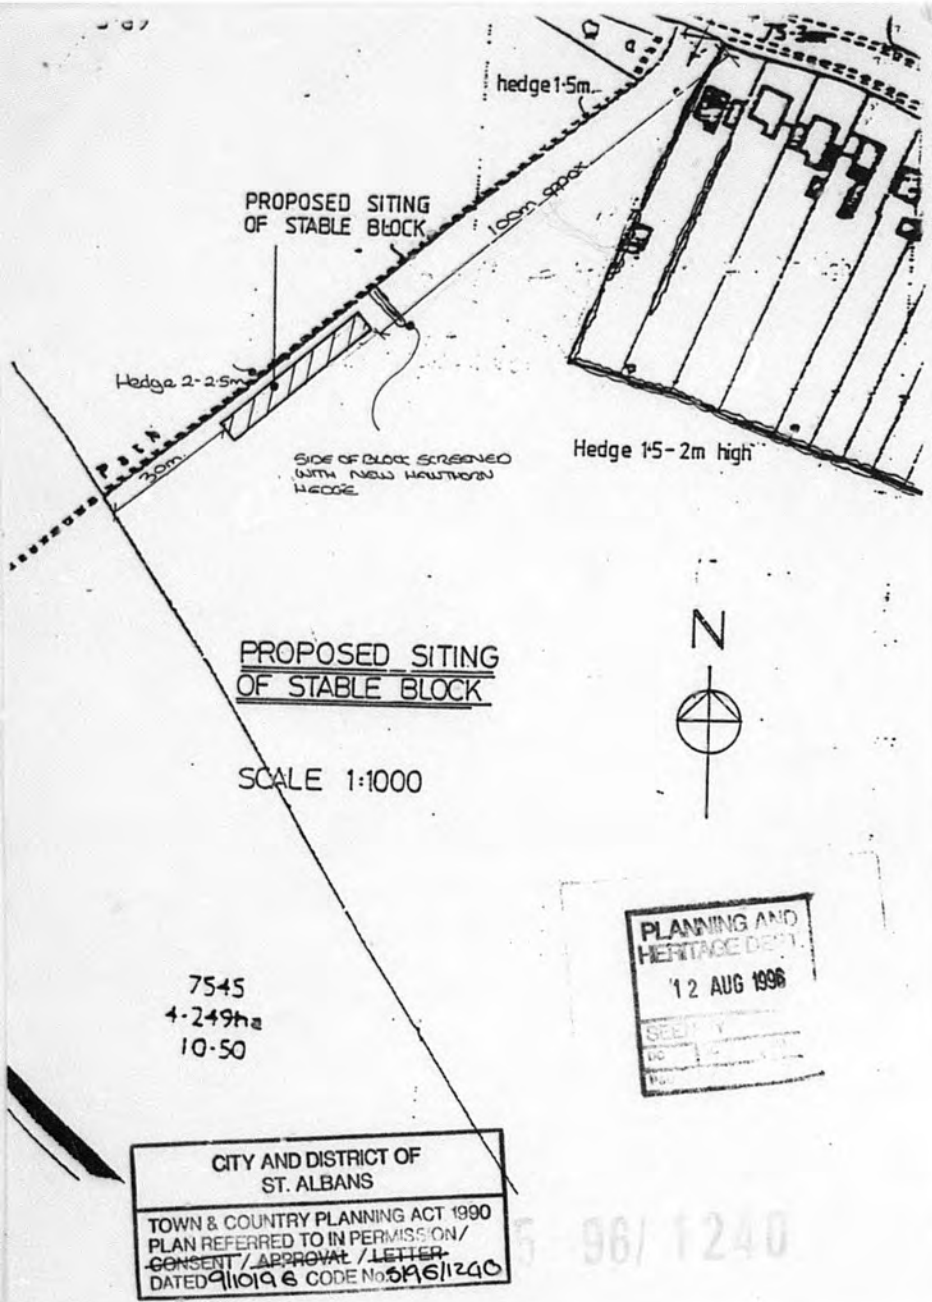 hedge 1·5m.
PROPOSED SITING
OF STABLE BLOCK
100m approx
Hedge 2-2·5m
Path
30m.
SIDE OF BLOCK SCREENED
WITH NEW HAWTHORN
HEDGE
Hedge 1·5-2m high
PROPOSED SITING
OF STABLE BLOCK
SCALE 1:1000
N
7545
4·249ha
10·50
PLANNING AND
HERITAGE DEPT.
12 AUG 1996
SEEN BY
CITY AND DISTRICT OF
ST. ALBANS
TOWN & COUNTRY PLANNING ACT 1990
PLAN REFERRED TO IN PERMISSION/
CONSENT / APPROVAL / LETTER
DATED 9/10/96 CODE No. 5/96/1240
5 96/1240